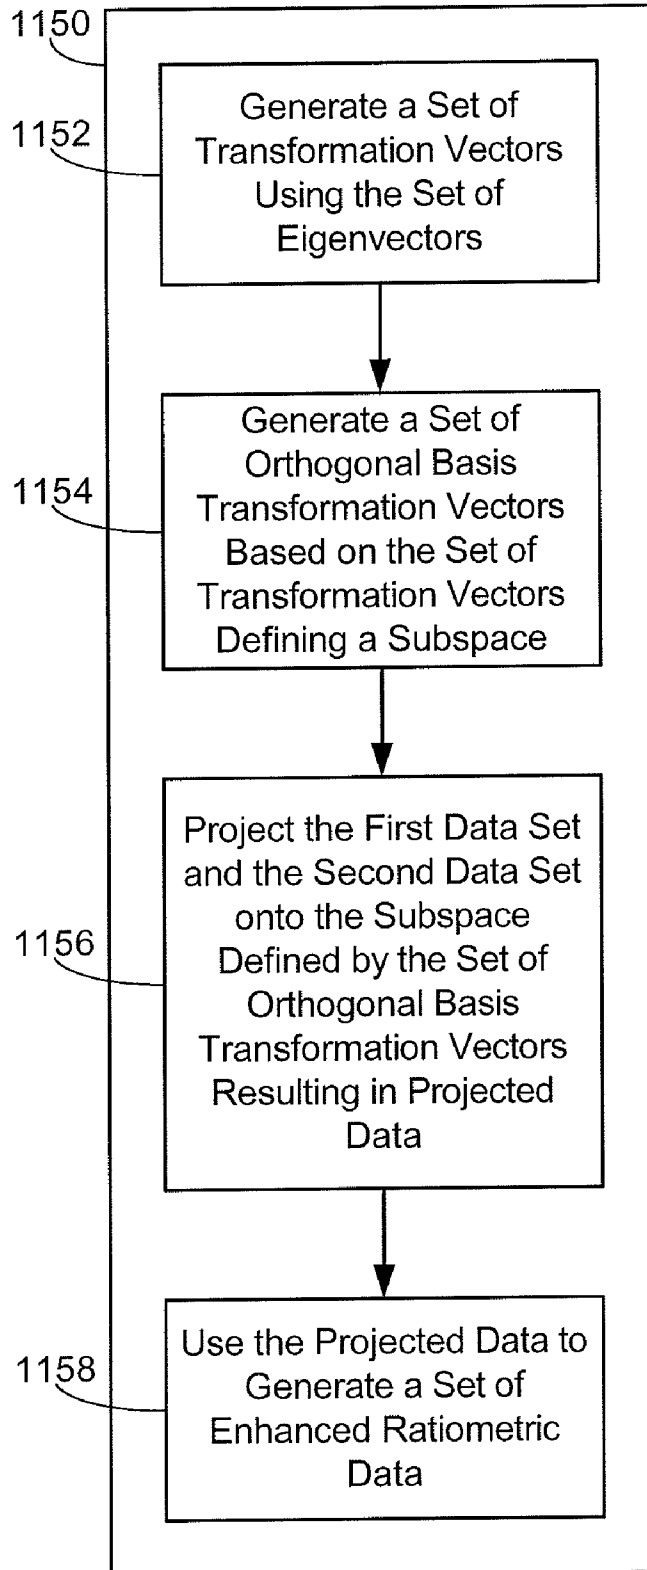 1150
1152
Generate a Set of
Transformation Vectors
Using the Set of
Eigenvectors
1154
Generate a Set of
Orthogonal Basis
Transformation Vectors
Based on the Set of
Transformation Vectors
Defining a Subspace
1156
Project the First Data Set
and the Second Data Set
onto the Subspace
Defined by the Set of
Orthogonal Basis
Transformation Vectors
Resulting in Projected
Data
1158
Use the Projected Data to
Generate a Set of
Enhanced Ratiometric
Data